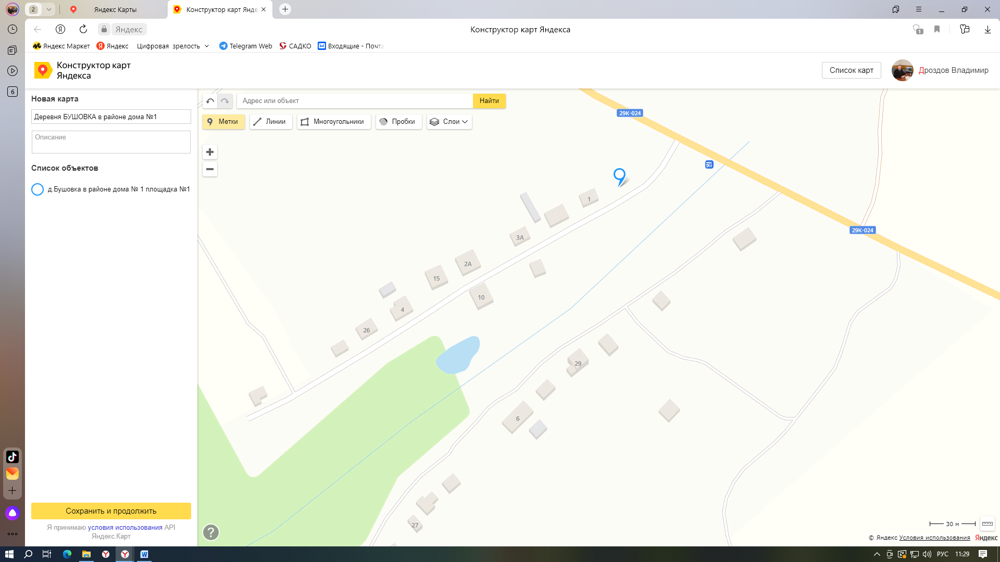 2
Яндекс Карты
Конструктор карт Янде
Яндекс
Конструктор карт Яндекса
1
Яндекс Маркет
Яндекс
Цифровая зрелость
Telegram Web
САДКО
Входящие - Почта
6
Конструктор карт
Яндекса
Список карт
Дроздов Владимир
Новая карта
Деревня БУШОВКА в районе дома №1
Описание
Список объектов
д.Бушовка в районе дома № 1 площадка №1
Адрес или объект
Найти
Метки
Линии
Многоугольники
Пробки
Слои
29К-024
1
3А
29К-024
2А
15
10
4
26
29
6
27
Сохранить и продолжить
Я принимаю условия использования API
Яндекс.Карт
?
30 м
© Яндекс Условия использования Яндекс
РУС
11:29